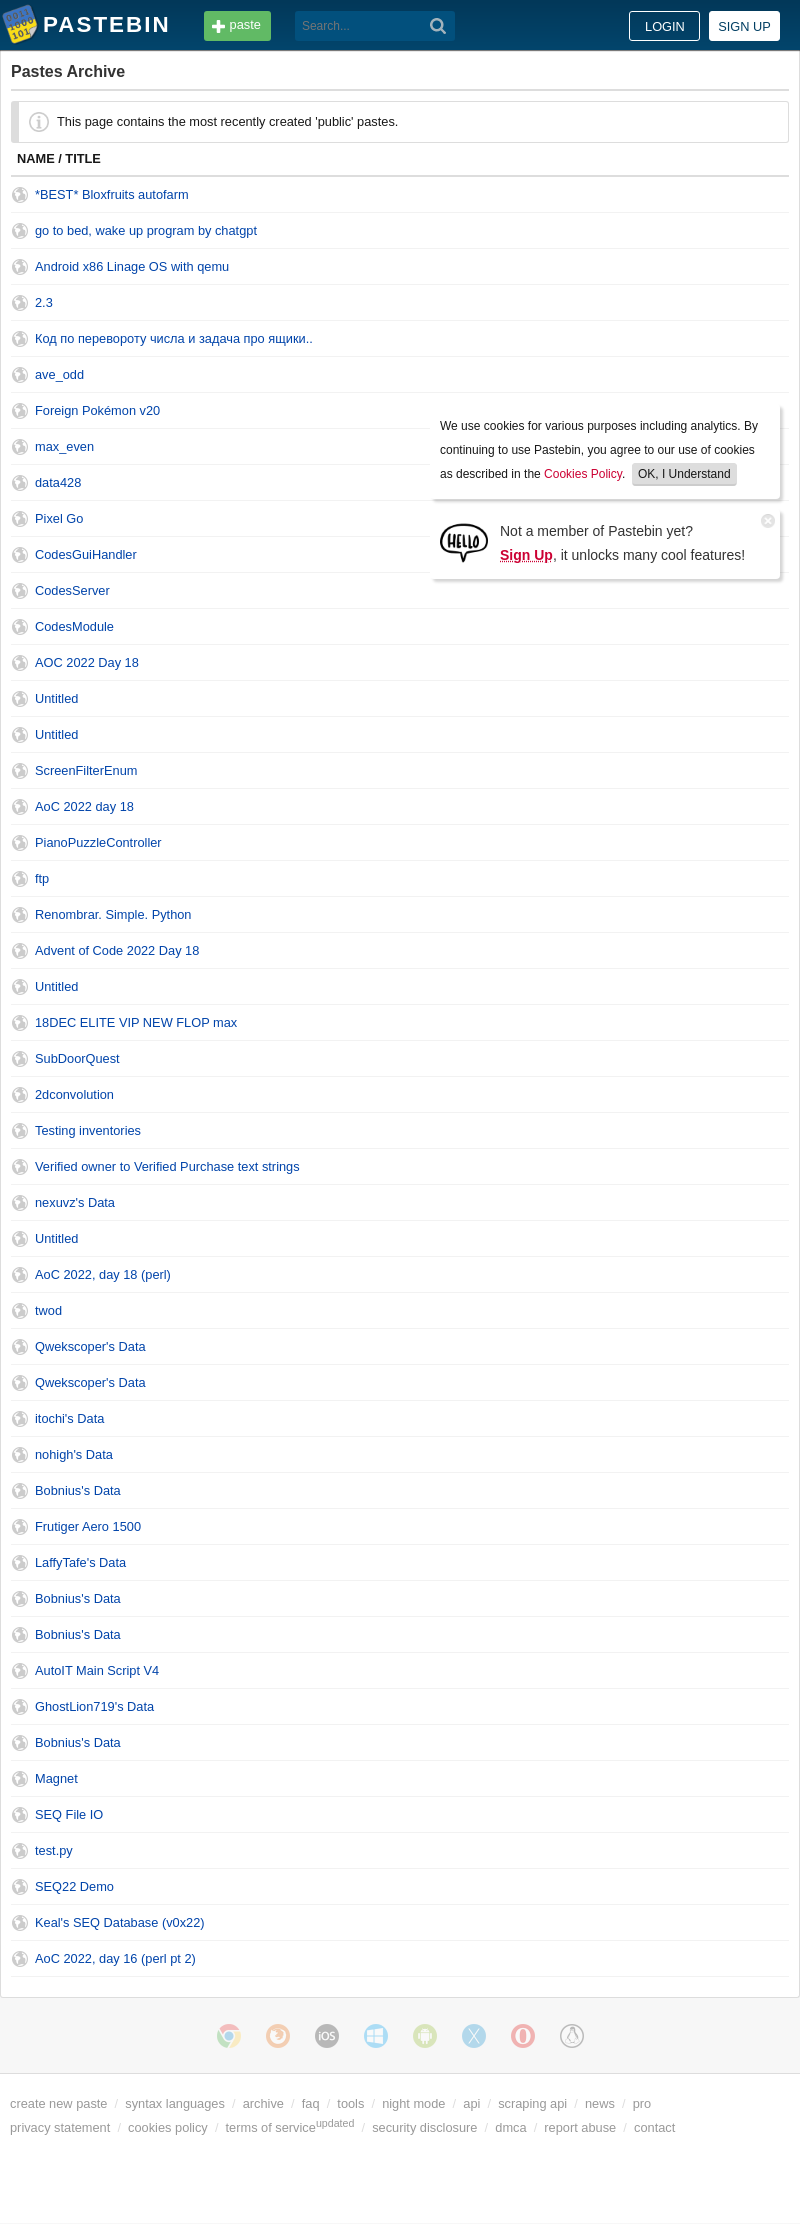 PASTEBIN paste Search... LOGIN SIGN UP
Pastes Archive
This page contains the most recently created 'public' pastes.
NAME / TITLE
*BEST* Bloxfruits autofarm
go to bed, wake up program by chatgpt
Android x86 Linage OS with qemu
2.3
Код по перевороту числа и задача про ящики..
ave_odd
Foreign Pokémon v20
max_even
data428
Pixel Go
CodesGuiHandler
CodesServer
CodesModule
AOC 2022 Day 18
Untitled
Untitled
ScreenFilterEnum
AoC 2022 day 18
PianoPuzzleController
ftp
Renombrar. Simple. Python
Advent of Code 2022 Day 18
Untitled
18DEC ELITE VIP NEW FLOP max
SubDoorQuest
2dconvolution
Testing inventories
Verified owner to Verified Purchase text strings
nexuvz's Data
Untitled
AoC 2022, day 18 (perl)
twod
Qwekscoper's Data
Qwekscoper's Data
itochi's Data
nohigh's Data
Bobnius's Data
Frutiger Aero 1500
LaffyTafe's Data
Bobnius's Data
Bobnius's Data
AutoIT Main Script V4
GhostLion719's Data
Bobnius's Data
Magnet
SEQ File IO
test.py
SEQ22 Demo
Keal's SEQ Database (v0x22)
AoC 2022, day 16 (perl pt 2)
We use cookies for various purposes including analytics. By
continuing to use Pastebin, you agree to our use of cookies
as described in the Cookies Policy. OK, I Understand
HELLO
Not a member of Pastebin yet?
Sign Up, it unlocks many cool features!
iOS
create new paste / syntax languages / archive / faq / tools / night mode / api / scraping api / news / pro
privacy statement / cookies policy / terms of serviceupdated / security disclosure / dmca / report abuse / contact